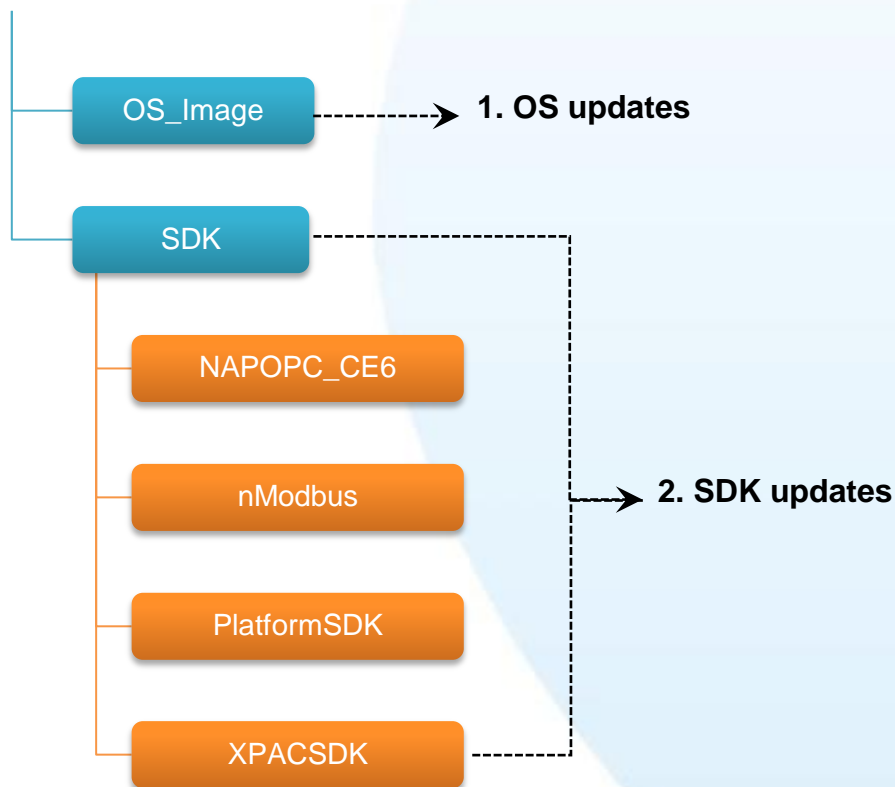 OS_Image
1. OS updates
SDK
NAPOPC_CE6
nModbus
2. SDK updates
PlatformSDK
XPACSDK